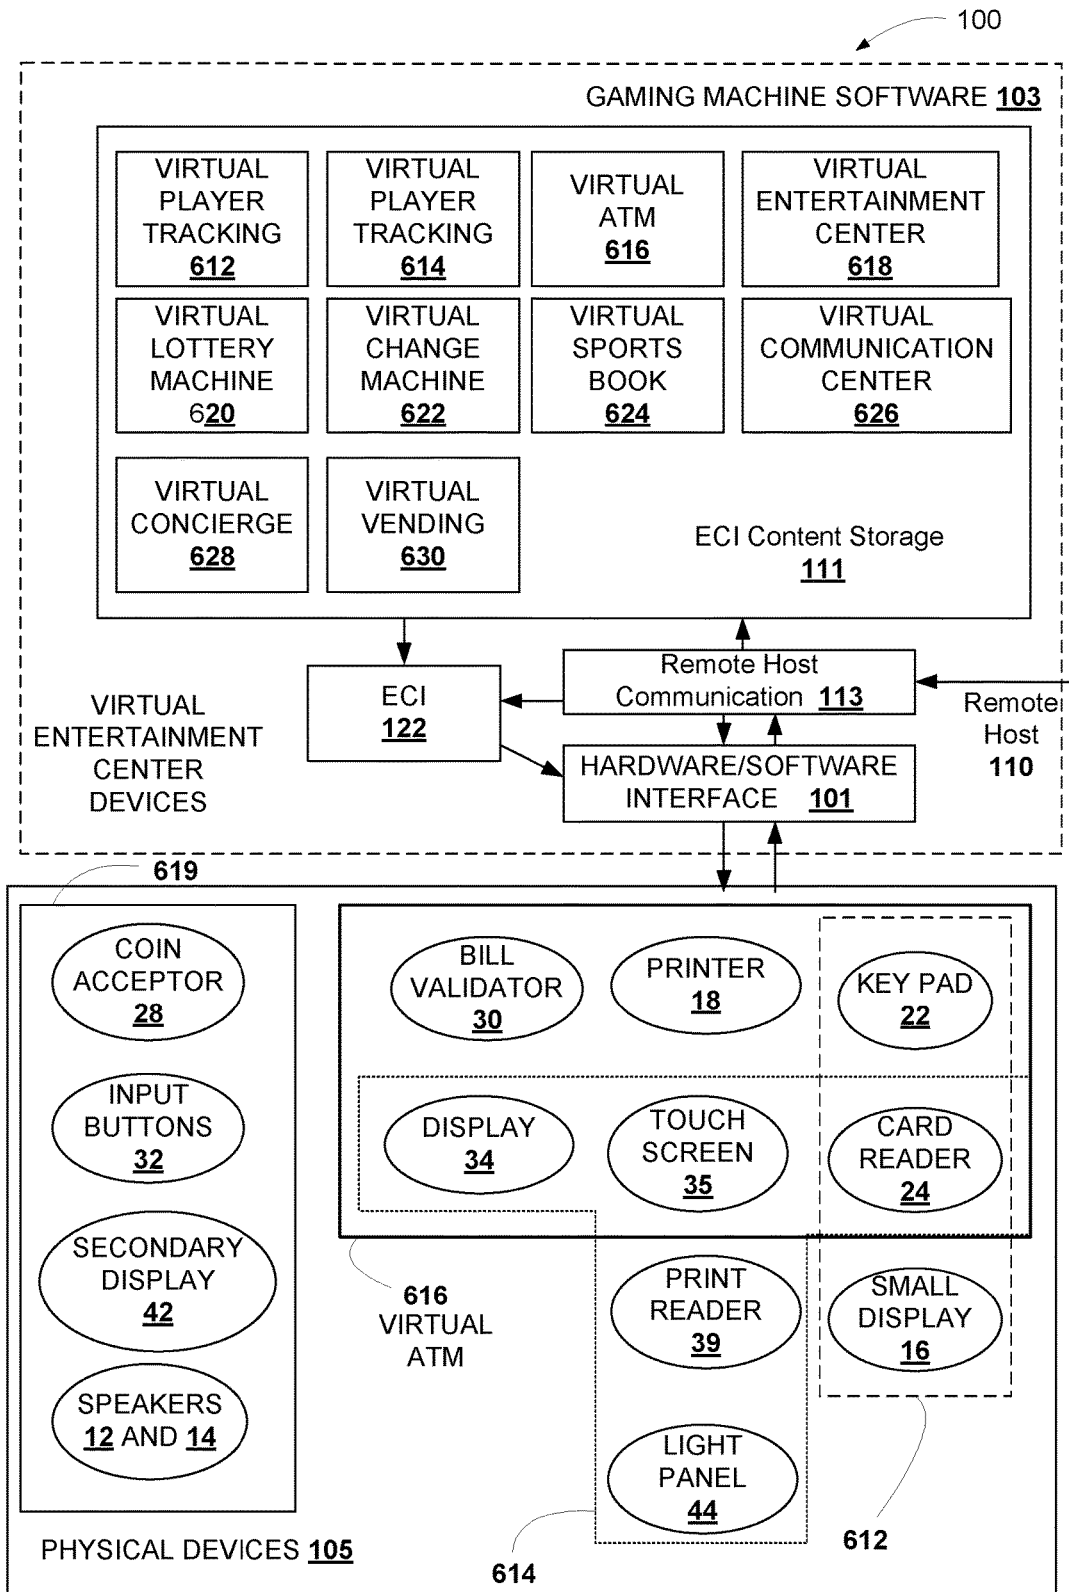 100
GAMING MACHINE SOFTWARE 103
VIRTUAL
PLAYER
TRACKING
612
VIRTUAL
PLAYER
TRACKING
614
VIRTUAL
ATM
616
VIRTUAL
ENTERTAINMENT
CENTER
618
VIRTUAL
LOTTERY
MACHINE
620
VIRTUAL
CHANGE
MACHINE
622
VIRTUAL
SPORTS
BOOK
624
VIRTUAL
COMMUNICATION
CENTER
626
VIRTUAL
CONCIERGE
628
VIRTUAL
VENDING
630
ECI Content Storage
111
ECI
122
Remote Host
Communication 113
Remote
Host
110
VIRTUAL
ENTERTAINMENT
CENTER
DEVICES
HARDWARE/SOFTWARE
INTERFACE 101
619
COIN
ACCEPTOR
28
INPUT
BUTTONS
32
SECONDARY
DISPLAY
42
SPEAKERS
12 AND 14
BILL
VALIDATOR
30
PRINTER
18
KEY PAD
22
DISPLAY
34
TOUCH
SCREEN
35
CARD
READER
24
616
VIRTUAL
ATM
PRINT
READER
39
SMALL
DISPLAY
16
LIGHT
PANEL
44
612
614
PHYSICAL DEVICES 105